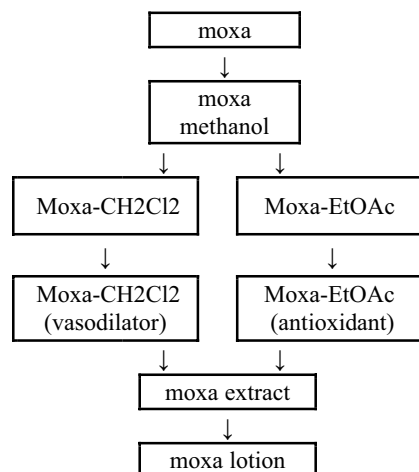 moxa
↓
moxa
methanol
↓ ↓
Moxa-CH2Cl2 Moxa-EtOAc
↓ ↓
Moxa-CH2Cl2 Moxa-EtOAc
(vasodilator) (antioxidant)
↓ ↓
moxa extract
↓
moxa lotion